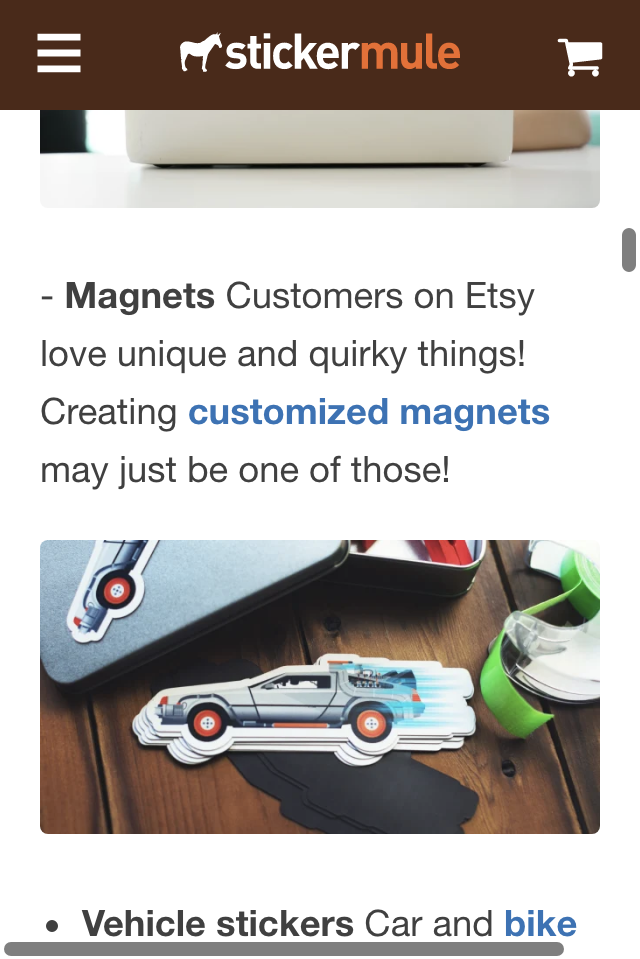 stickermule
- Magnets Customers on Etsy
love unique and quirky things!
Creating customized magnets
may just be one of those!
• Vehicle stickers Car and bike